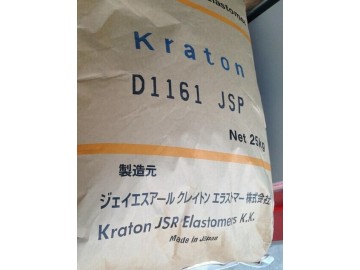 Elastomer
Kraton
D1161 JSP
Net 25Kg
製造元
ジェイエスアール クレイトン エラストマー株式会社
Kraton JSR Elastomers K.K.
Made in Japan